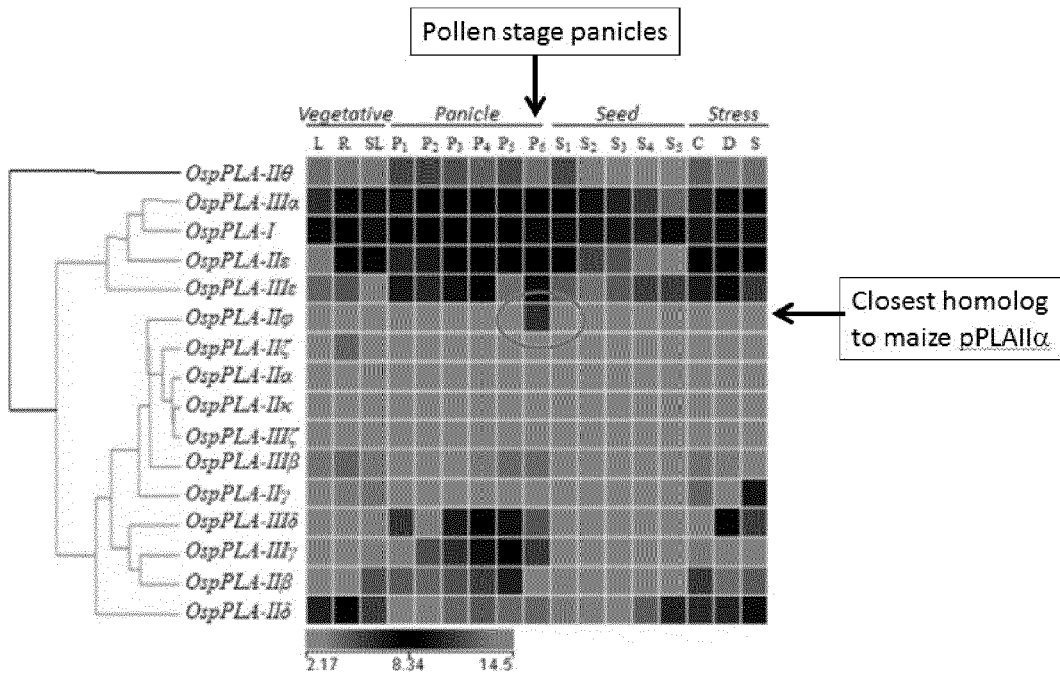 Pollen stage panicles
Vegetative Panicle Seed Stress
L R SL P1 P2 P3 P4 P5 P6 S1 S2 S3 S4 S5 C D S
OspPLA-IIθ
OspPLA-IIIα
OspPLA-I
OspPLA-IIε
OspPLA-IIIε
OspPLA-IIφ
OspPLA-IIζ
OspPLA-IIα
OspPLA-IIκ
OspPLA-IIIζ
OspPLA-IIIβ
OspPLA-IIγ
OspPLA-IIIδ
OspPLA-IIIγ
OspPLA-IIβ
OspPLA-IIδ
Closest homolog
to maize pPLAIIα
2.17 8.34 14.5